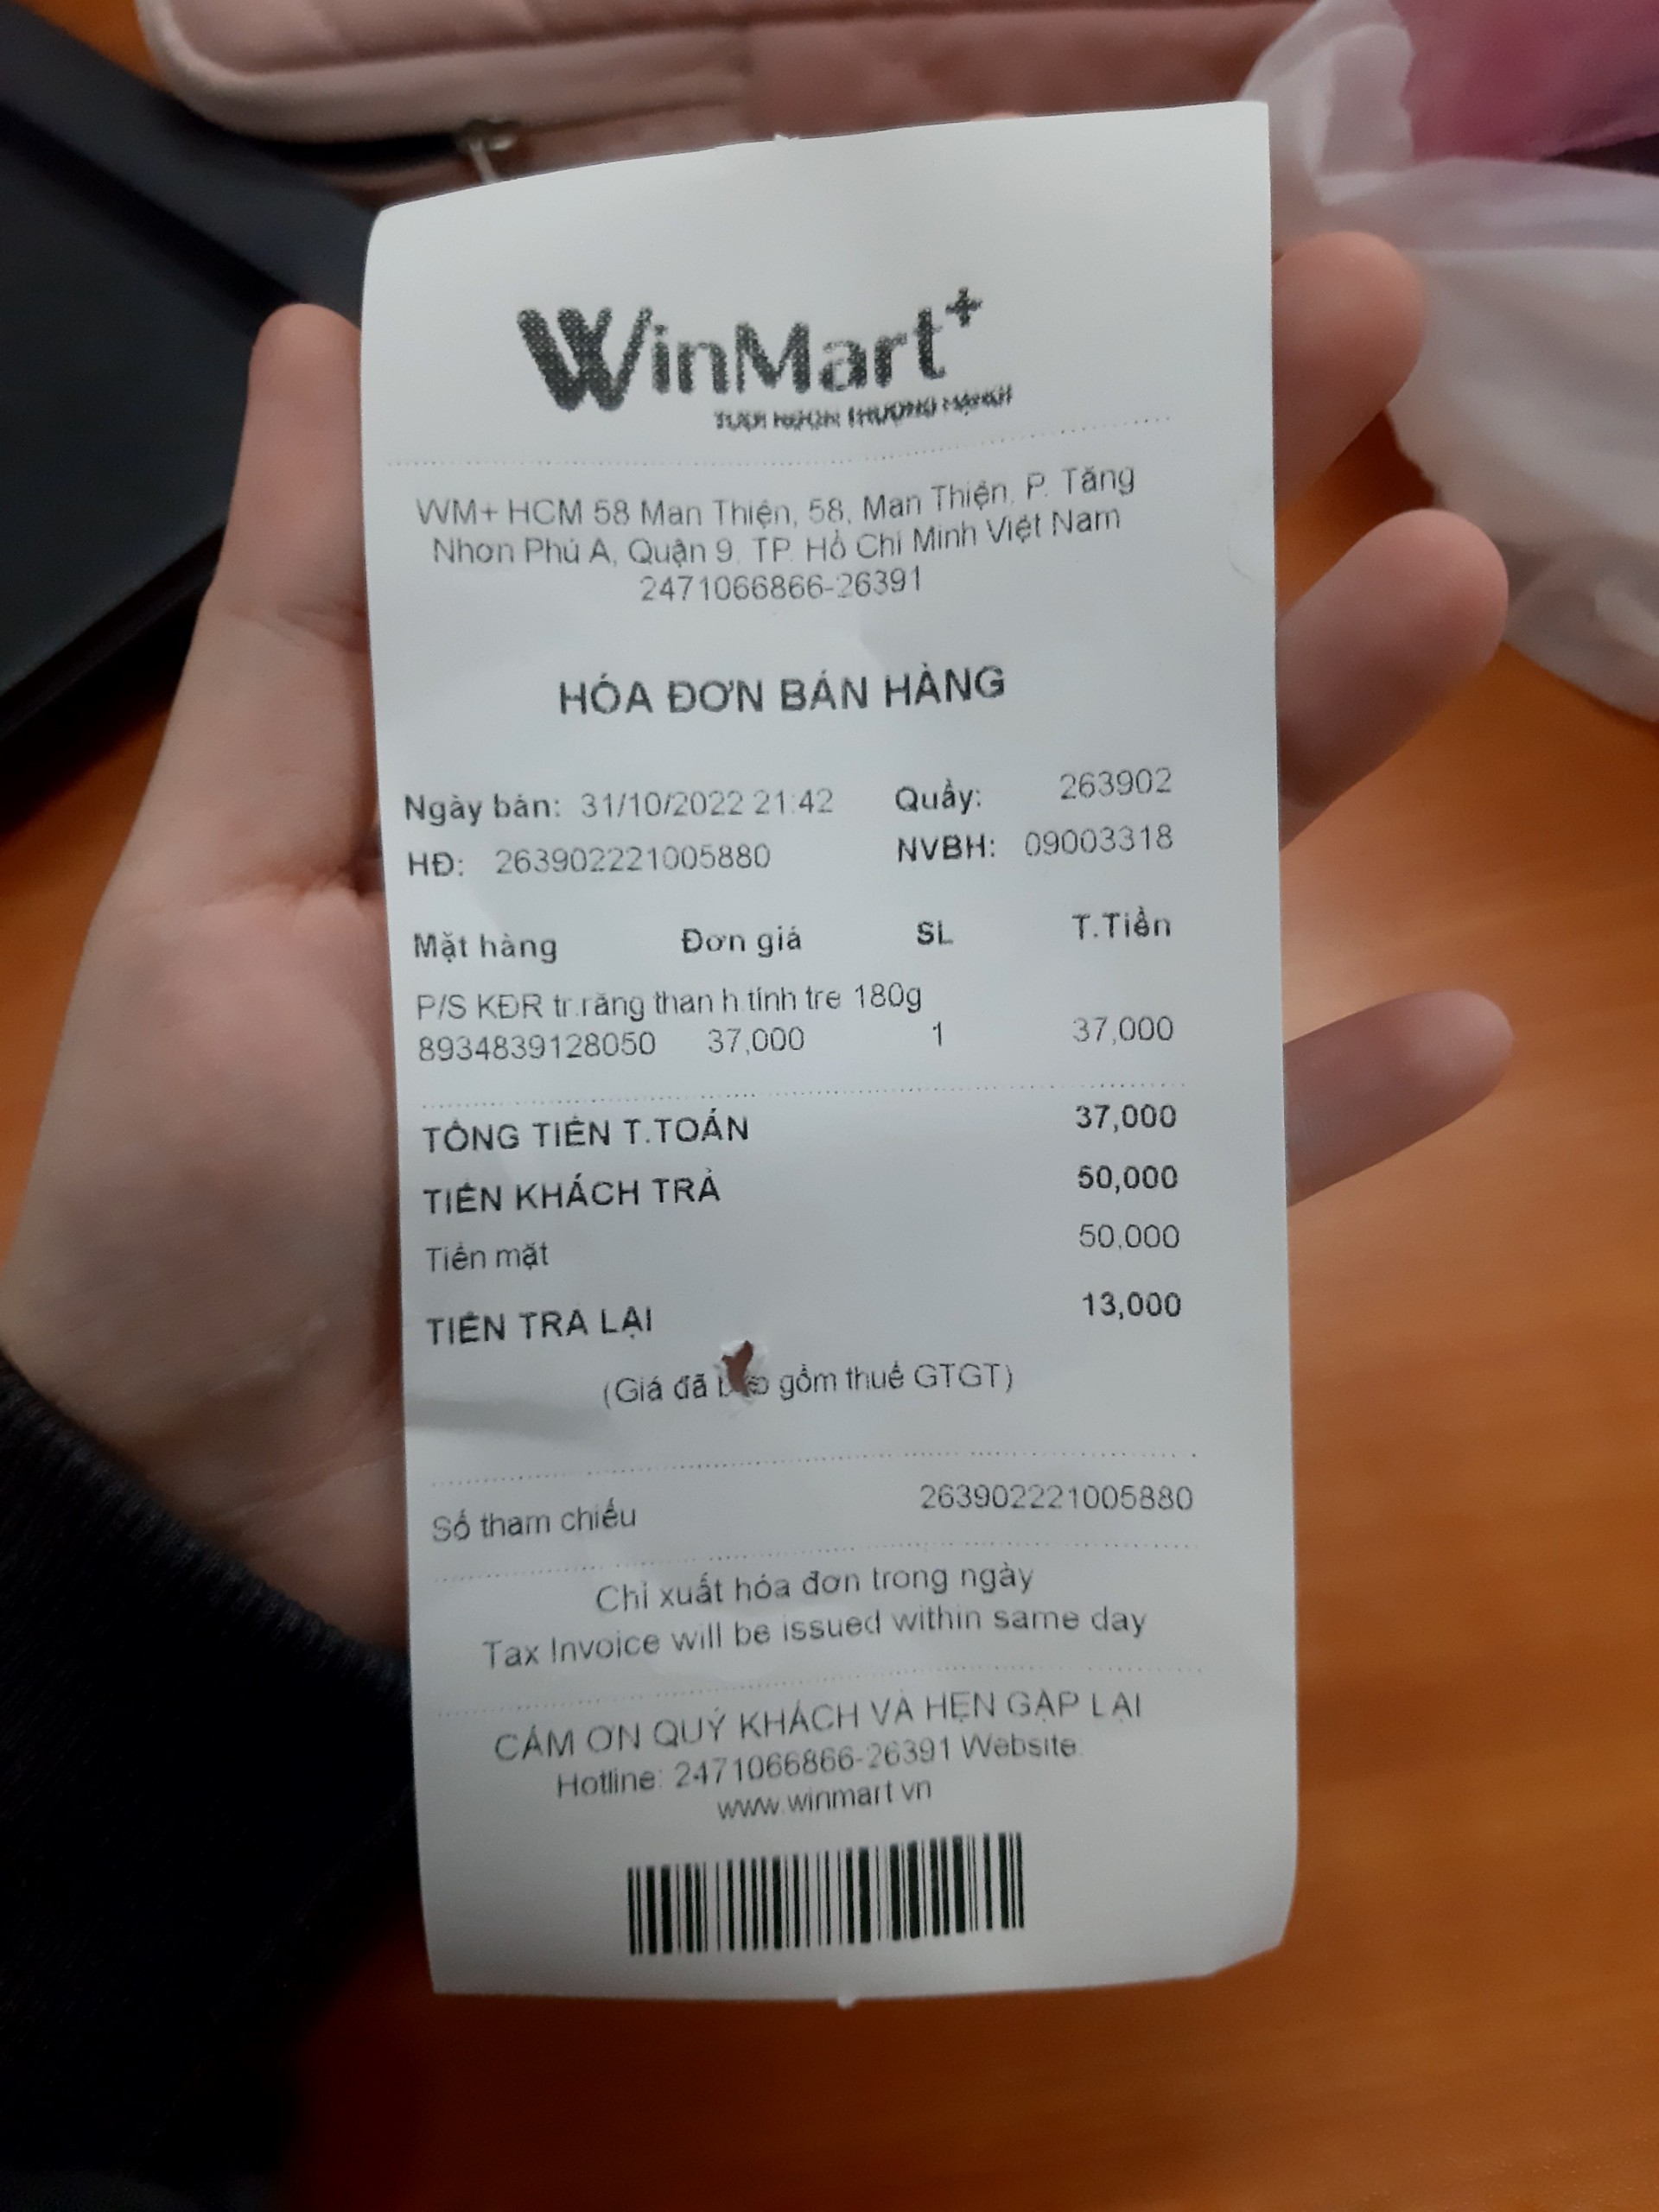 WinMart+
WM+ HCM 58 Man Thiện, 58, Man Thiện, P. Tăng
Nhơn Phú A, Quận 9, TP. Hồ Chí Minh Việt Nam
2471066866-26391
HÓA ĐƠN BÁN HÀNG
Ngày bán: 31/10/2022 21:42 Quầy: 263902
HĐ: 263902221005880 NVBH: 09003318
Mặt hàng Đơn giá SL T.Tiền
P/S KĐR tr.răng than h.tính tre 180g
8934839128050 37,000 1 37,000
TỔNG TIỀN T.TOÁN 37,000
TIỀN KHÁCH TRẢ 50,000
Tiền mặt 50,000
TIỀN TRẢ LẠI 13,000
(Giá đã gồm thuế GTGT)
Số tham chiếu 263902221005880
Chỉ xuất hóa đơn trong ngày
Tax Invoice will be issued within same day
CẢM ƠN QUÝ KHÁCH VÀ HẸN GẶP LẠI
Hotline: 2471066866-26391 Website:
www.winmart.vn